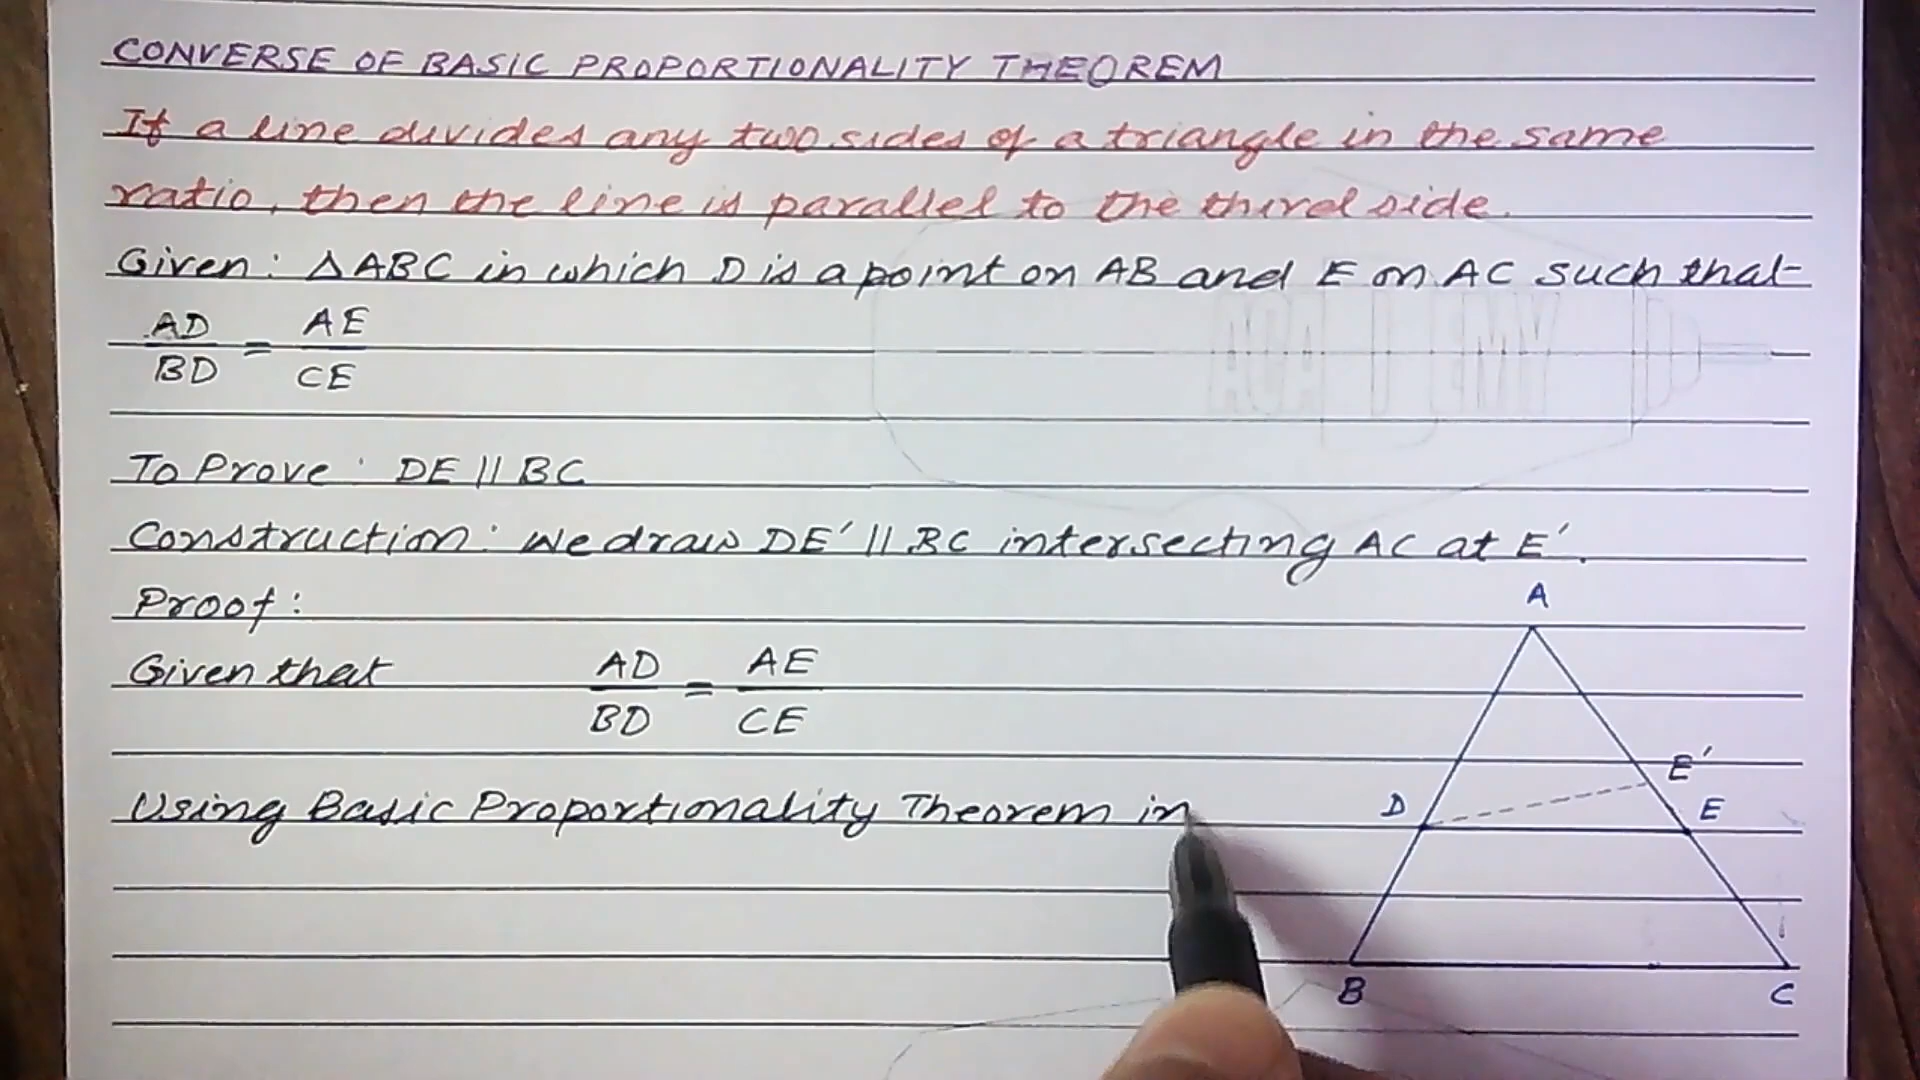 CONVERSE OF BASIC PROPORTIONALITY THEOREM
If a line divides any two sides of a triangle in the same
ratio, then the line is parallel to the third side.
Given: △ABC in which D is a point on AB and E on AC such that
AD/BD = AE/CE
To Prove: DE || BC
Construction: We draw DE' || BC intersecting AC at E'.
Proof:
Given that AD/BD = AE/CE
Using Basic Proportionality Theorem in
A
E'
D
E
B
C
ACADEMY